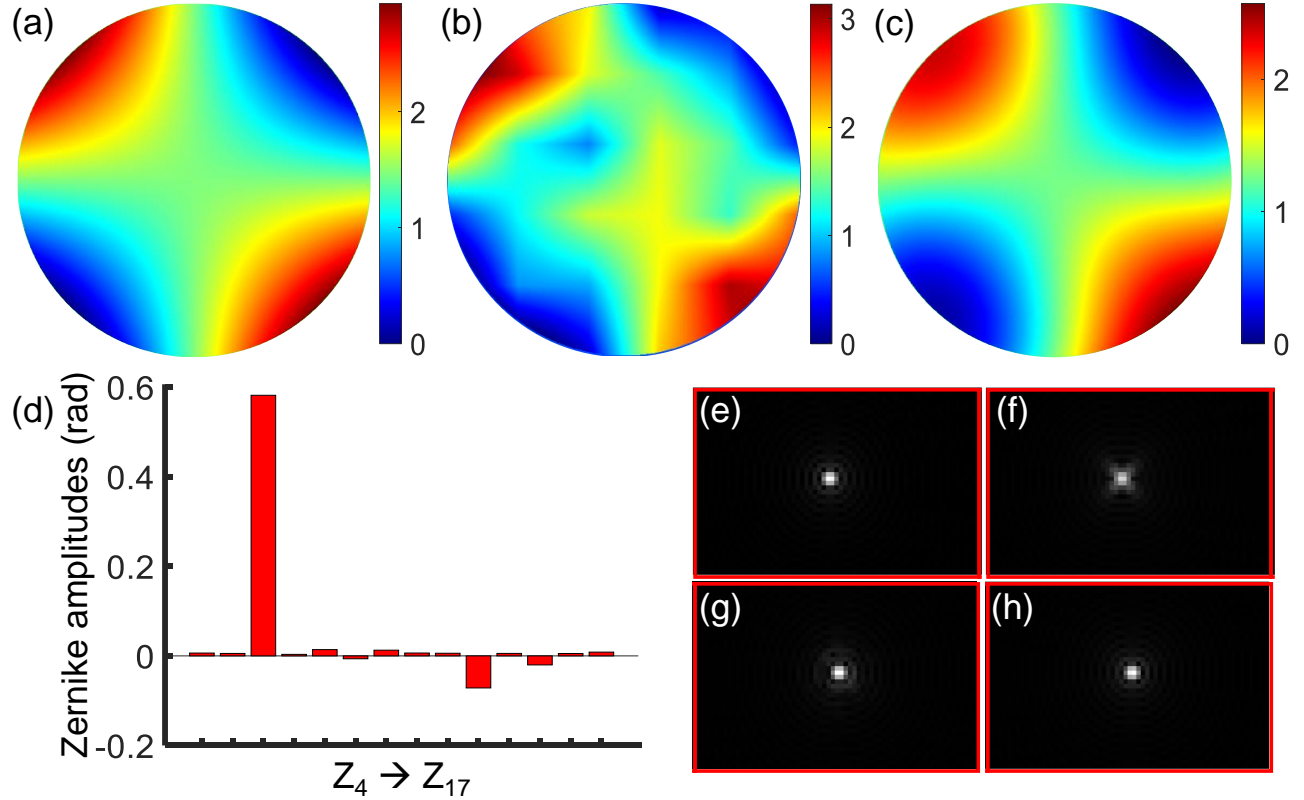 (a)
2
1
0
(b)
3
2
1
0
(c)
2
1
0
(d)
Zernike amplitudes (rad)
0.6
0.4
0.2
0
-0.2
Z4 → Z17
(e)
(f)
(g)
(h)